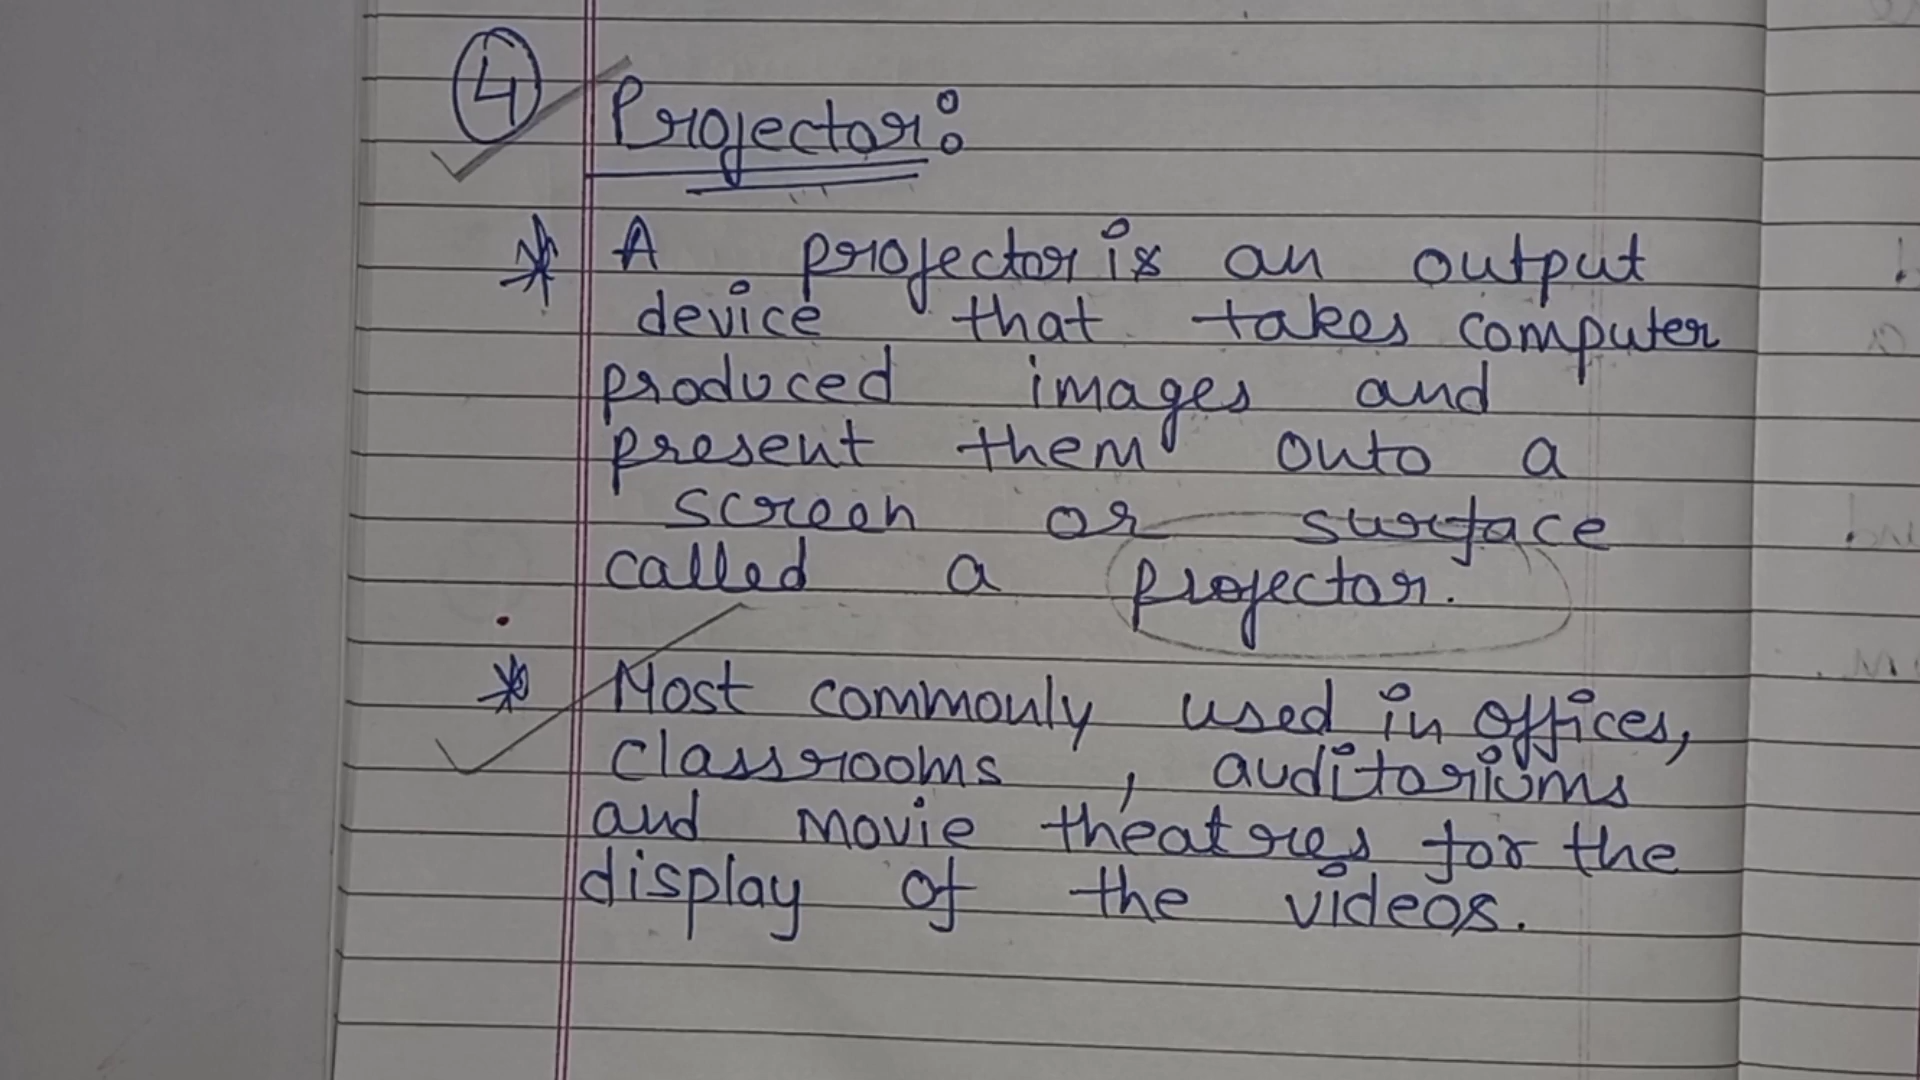 4 Projector:
* A projector is an output
device that takes computer
produced images and
present them onto a
screen or surface
called a projector.
* Most commonly used in offices,
classrooms , auditoriums
and movie theatres for the
display of the videos.